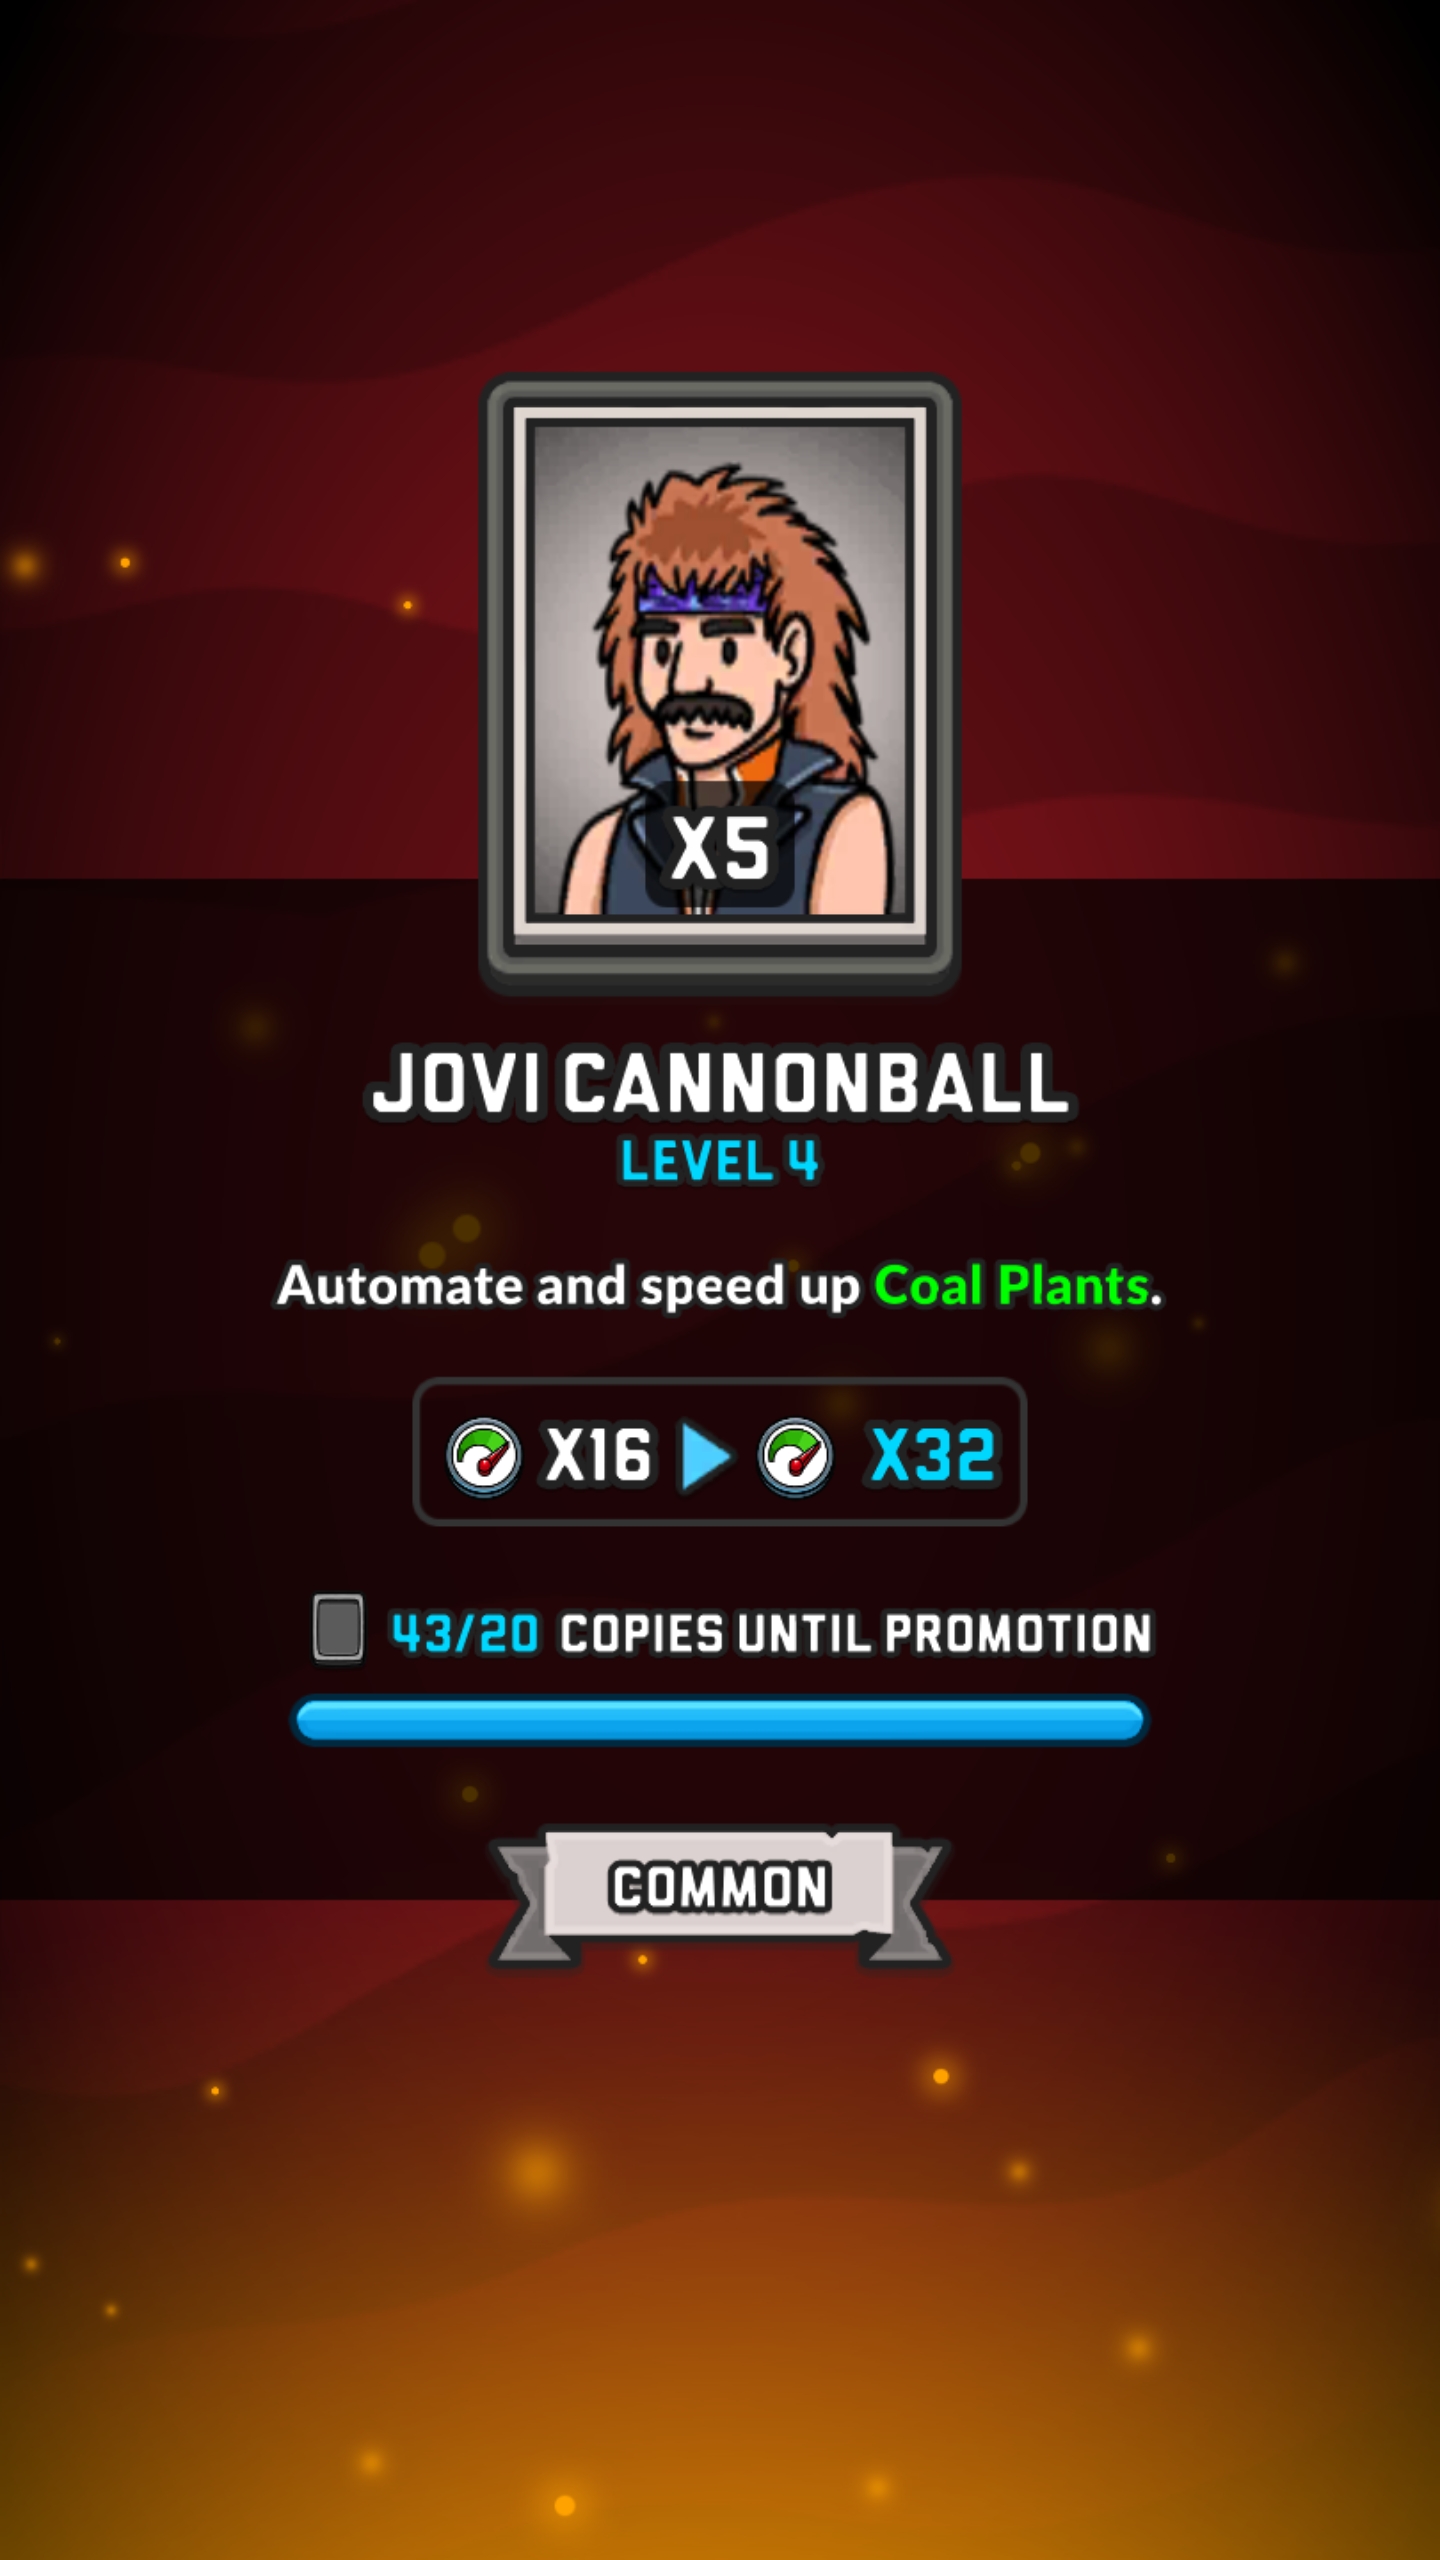 X5
JOVI CANNONBALL
LEVEL 4
Automate and speed up Coal Plants.
X16 X32
43/20 COPIES UNTIL PROMOTION
COMMON